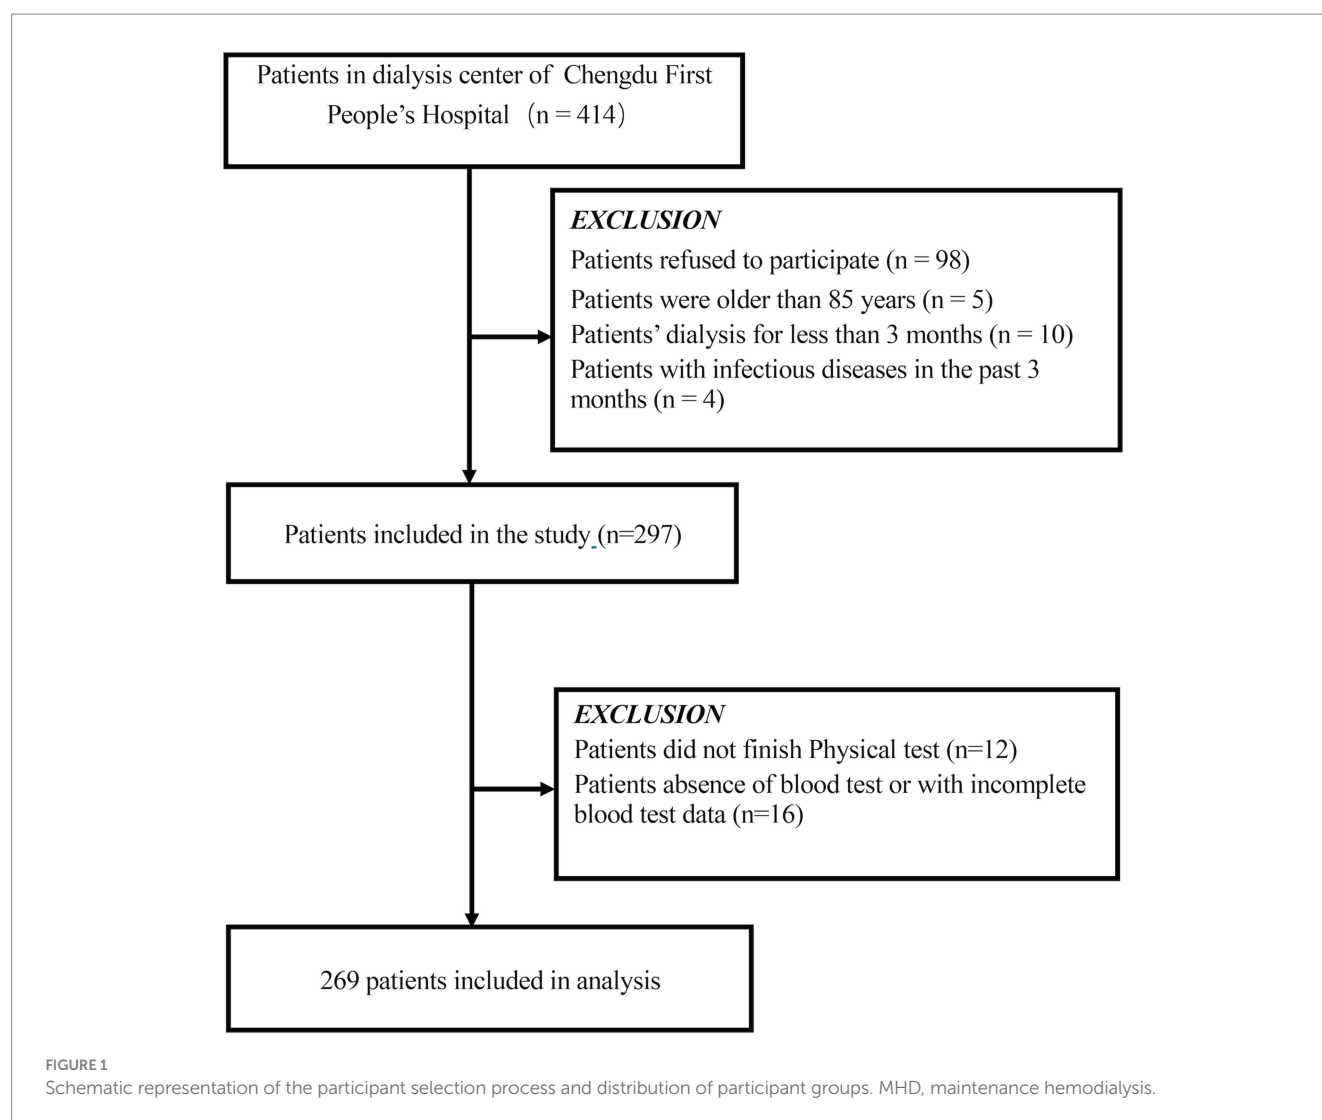 Patients in dialysis center of Chengdu First
People’s Hospital (n = 414)
EXCLUSION
Patients refused to participate (n = 98)
Patients were older than 85 years (n = 5)
Patients’ dialysis for less than 3 months (n = 10)
Patients with infectious diseases in the past 3
months (n = 4)
Patients included in the study (n=297)
EXCLUSION
Patients did not finish Physical test (n=12)
Patients absence of blood test or with incomplete
blood test data (n=16)
269 patients included in analysis
FIGURE 1
Schematic representation of the participant selection process and distribution of participant groups. MHD, maintenance hemodialysis.